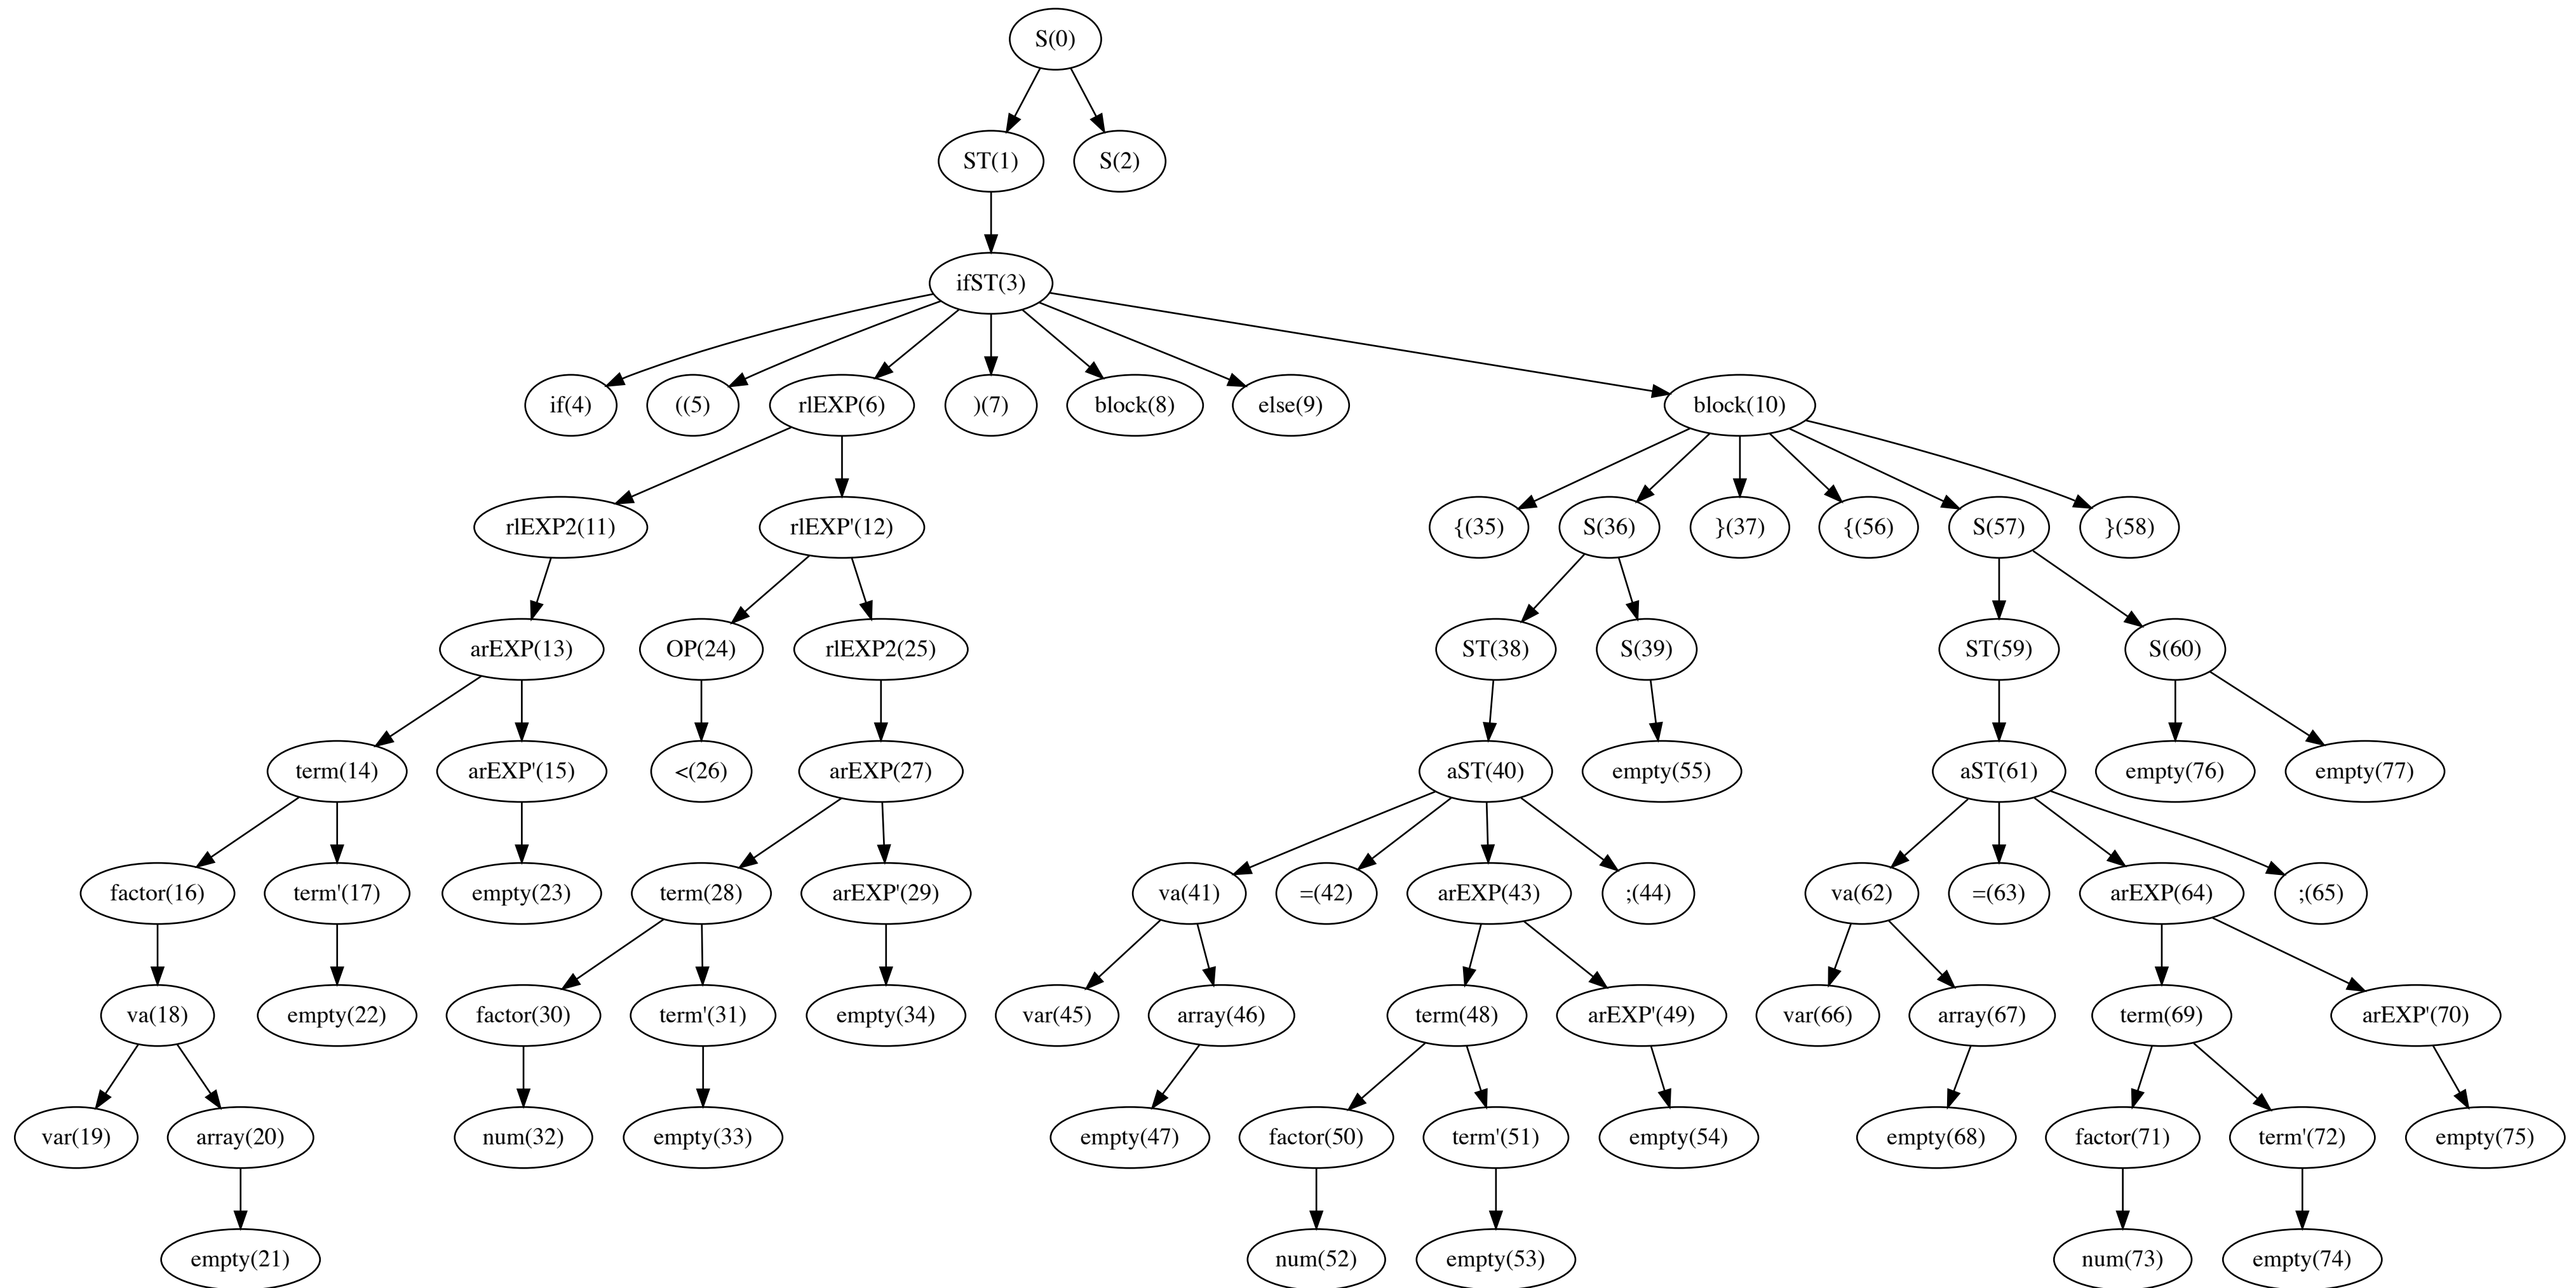 S(0)
ST(1) S(2)
ifST(3)
if(4) ((5) rlEXP(6) )(7) block(8) else(9) block(10)
rlEXP2(11) rlEXP'(12) {(35) S(36) }(37) {(56) S(57) }(58)
arEXP(13) OP(24) rlEXP2(25) ST(38) S(39) ST(59) S(60)
term(14) arEXP'(15) <(26) arEXP(27) aST(40) empty(55) aST(61) empty(76) empty(77)
factor(16) term'(17) empty(23) term(28) arEXP'(29) va(41) =(42) arEXP(43) ;(44) va(62) =(63) arEXP(64) ;(65)
va(18) empty(22) factor(30) term'(31) empty(34) var(45) array(46) term(48) arEXP'(49) var(66) array(67) term(69) arEXP'(70)
var(19) array(20) num(32) empty(33) empty(47) factor(50) term'(51) empty(54) empty(68) factor(71) term'(72) empty(75)
empty(21) num(52) empty(53) num(73) empty(74)